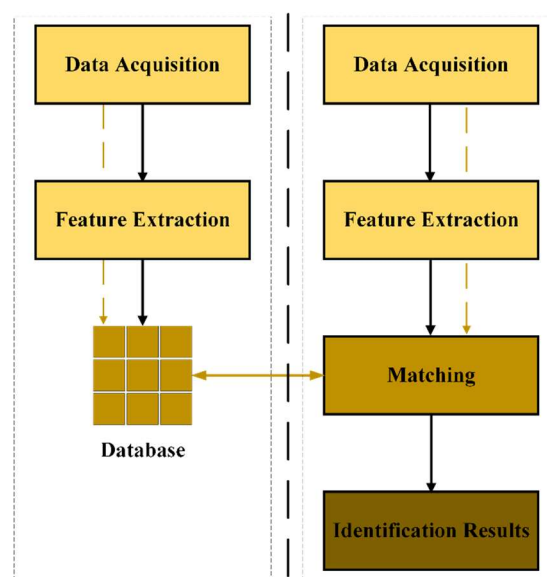 Data Acquisition
Feature Extraction
Database
Data Acquisition
Feature Extraction
Matching
Identification Results